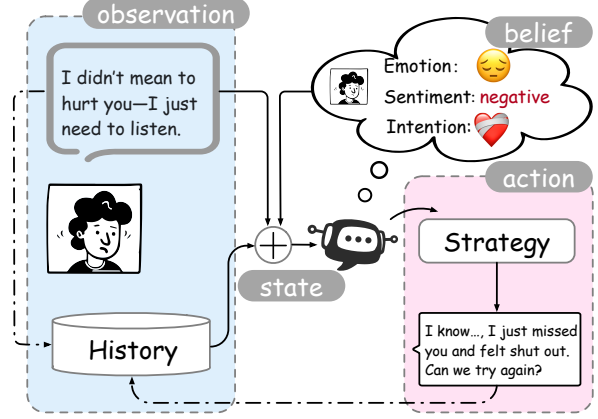 observation
I didn't mean to
hurt you—I just
need to listen.
History
state
belief
Emotion:
Sentiment: negative
Intention:
action
Strategy
I know…, I just missed
you and felt shut out.
Can we try again?